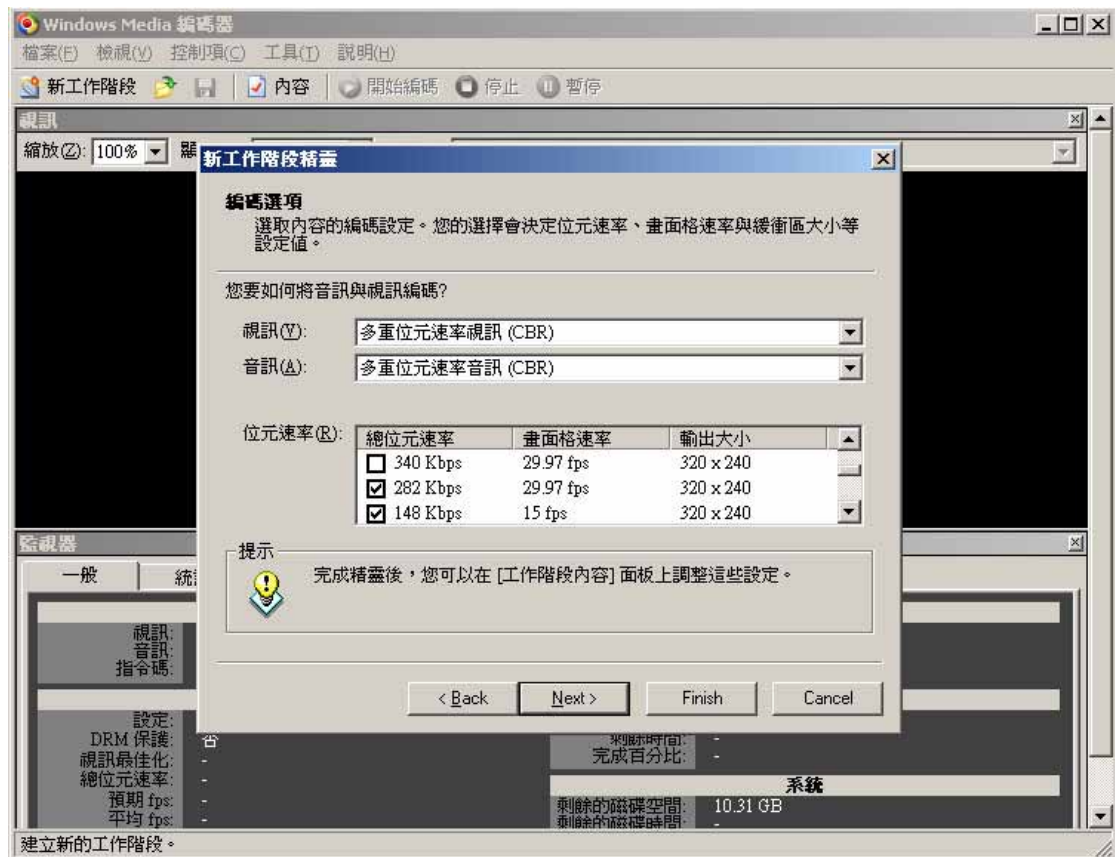 Windows Media 編碼器
檔案(F) 檢視(V) 控制項(C) 工具(T) 說明(H)
新工作階段 內容 開始編碼 停止 暫停
視訊
縮放(Z): 100% 顯
新工作階段精靈
編碼選項
選取內容的編碼設定。您的選擇會決定位元速率、畫面格速率與緩衝區大小等
設定值。
您要如何將音訊與視訊編碼?
視訊(V): 多重位元速率視訊 (CBR)
音訊(A): 多重位元速率音訊 (CBR)
位元速率(R): 總位元速率 畫面格速率 輸出大小
340 Kbps 29.97 fps 320 x 240
282 Kbps 29.97 fps 320 x 240
148 Kbps 15 fps 320 x 240
提示
完成精靈後，您可以在 [工作階段內容] 面板上調整這些設定。
< Back Next > Finish Cancel
監視器
一般 統
視訊:
音訊:
指令碼:
設定:
DRM 保護: 否
視訊最佳化: -
總位元速率: -
預期 fps: -
平均 fps: -
剩餘時間: -
完成百分比: -
系統
剩餘的磁碟空間: 10.31 GB
剩餘的磁碟時間: -
建立新的工作階段。